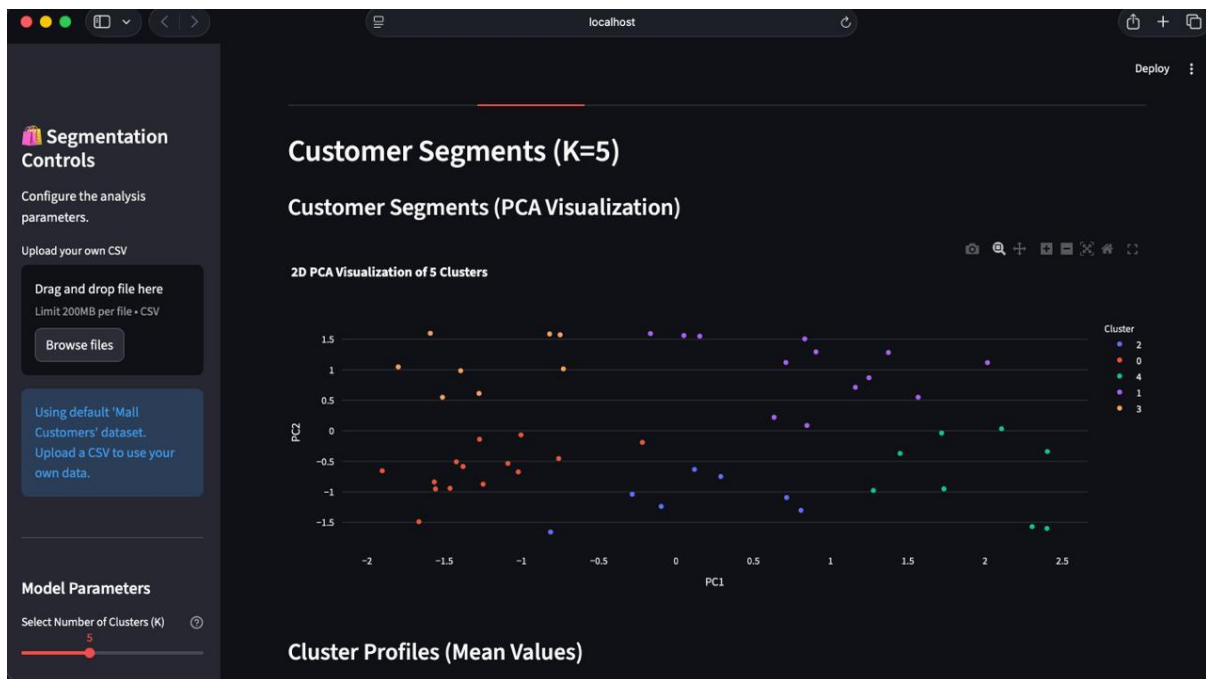 localhost
Deploy
🛍️ Segmentation
Controls
Configure the analysis
parameters.
Upload your own CSV
Drag and drop file here
Limit 200MB per file • CSV
Browse files
Using default 'Mall
Customers' dataset.
Upload a CSV to use your
own data.
Model Parameters
Select Number of Clusters (K)
5
Customer Segments (K=5)
Customer Segments (PCA Visualization)
2D PCA Visualization of 5 Clusters
Cluster
2
0
4
1
3
PC2
1.5
1
0.5
0
−0.5
−1
−1.5
−2 −1.5 −1 −0.5 0 0.5 1 1.5 2 2.5
PC1
Cluster Profiles (Mean Values)